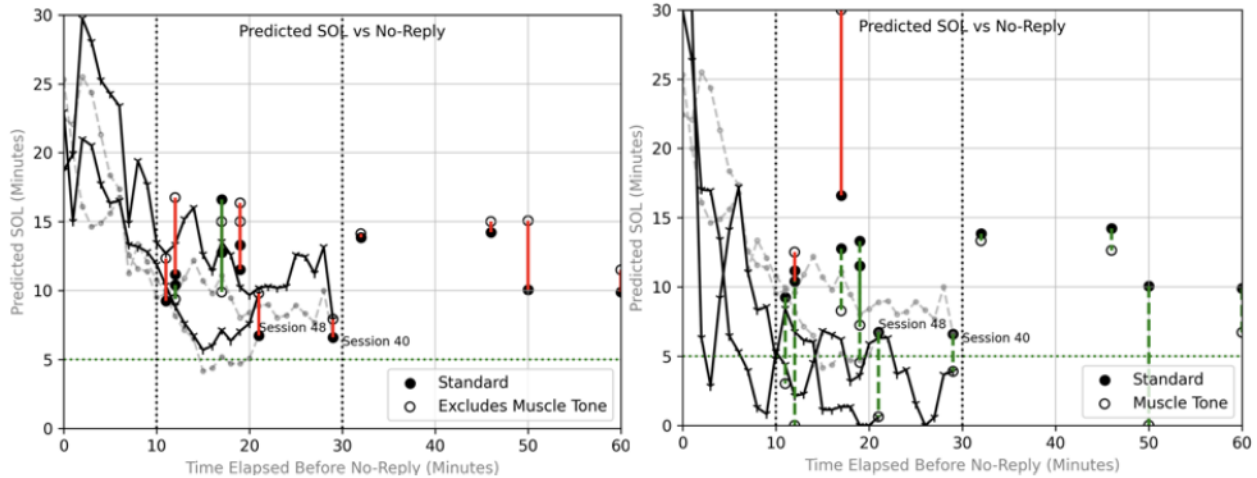 Predicted SOL vs No-Reply
30
25
20
15
10
5
0
Predicted SOL (Minutes)
Session 48
Session 40
Standard
Excludes Muscle Tone
0 10 20 30 40 50 60
Time Elapsed Before No-Reply (Minutes)
Predicted SOL vs No-Reply
30
25
20
15
10
5
0
Predicted SOL (Minutes)
Session 48
Session 40
Standard
Muscle Tone
0 10 20 30 40 50 60
Time Elapsed Before No-Reply (Minutes)